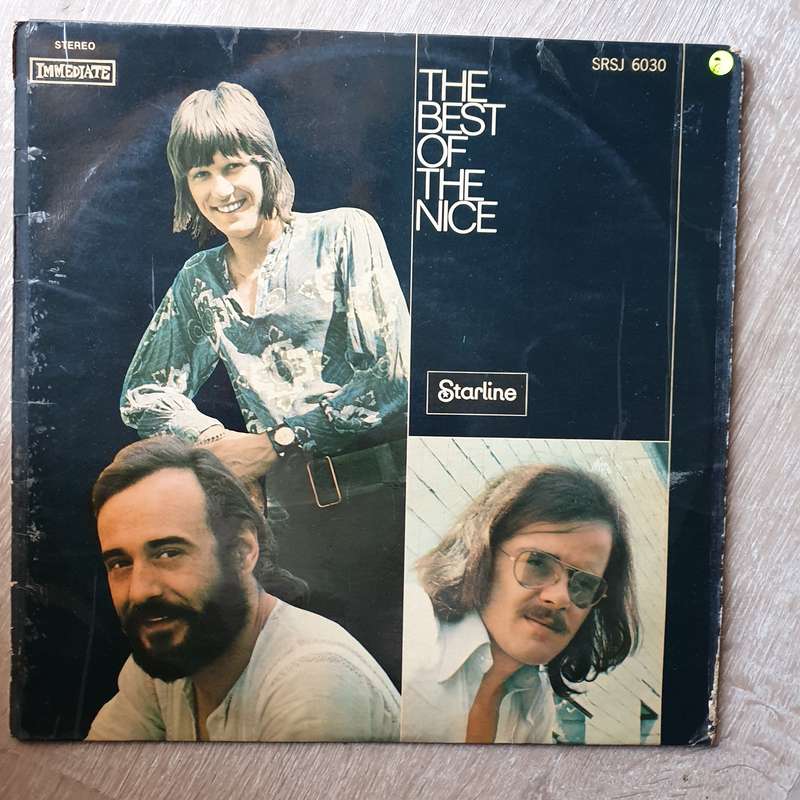 STEREO
IMMEDIATE
SRSJ 6030
THE
BEST
OF
THE
NICE
Starline